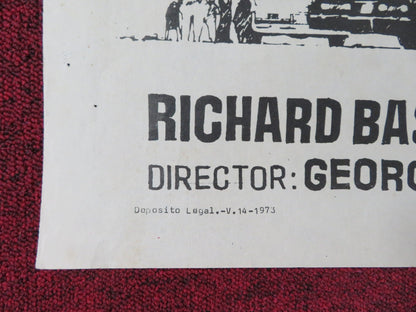 RICHARD BAS
DIRECTOR: GEORG
Deposito Legal.-V.14-1973